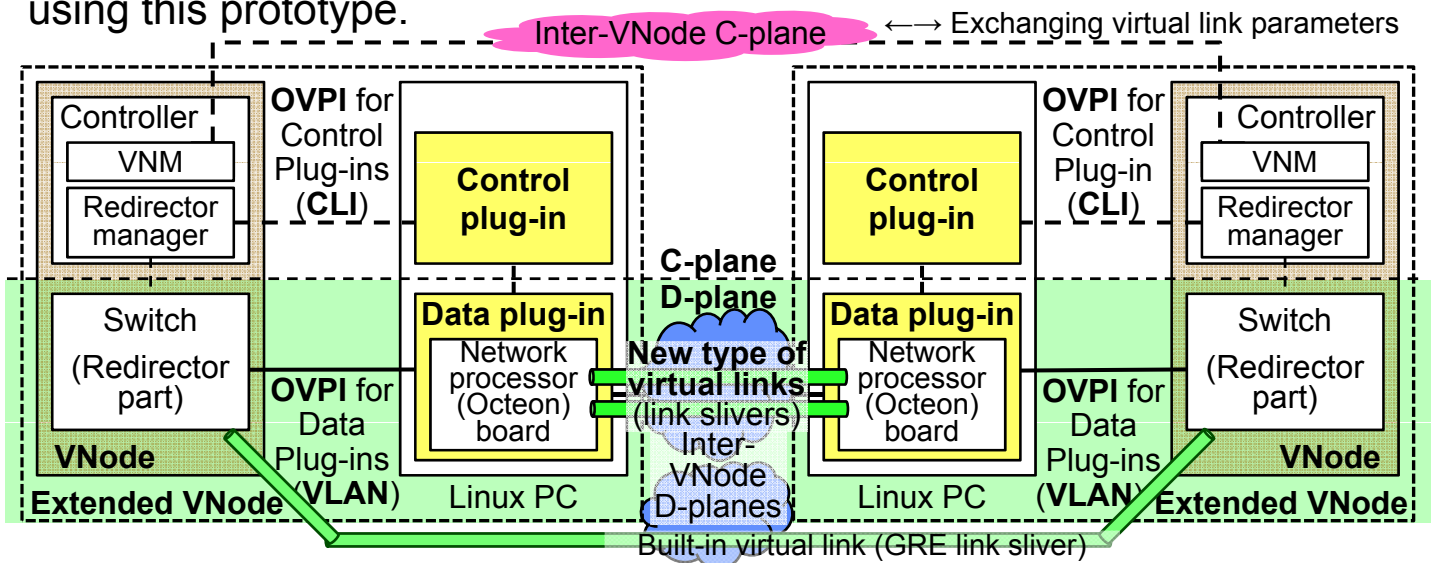 using this prototype.
Inter-VNode C-plane
←→ Exchanging virtual link parameters
Controller
VNM
Redirector
manager
OVPI for
Control
Plug-ins
(CLI)
Control
plug-in
Switch
(Redirector
part)
VNode
Extended VNode
OVPI for
Data
Plug-ins
(VLAN)
Data plug-in
Network
processor
(Octeon)
board
Linux PC
C-plane
D-plane
New type of
virtual links
(link slivers)
Inter-
VNode
D-planes
Control
plug-in
Data plug-in
Network
processor
(Octeon)
board
Linux PC
OVPI for
Control
Plug-in
(CLI)
OVPI for
Data
Plug-ins
(VLAN)
Controller
VNM
Redirector
manager
Switch
(Redirector
part)
VNode
Extended VNode
Built-in virtual link (GRE link sliver)